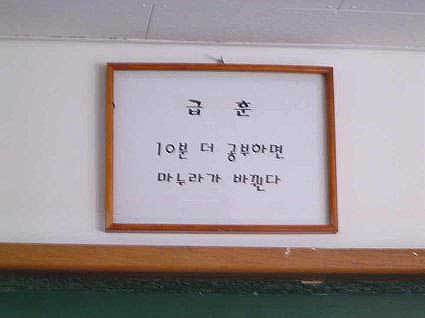 급 훈
10분 더 공부하면
마누라가 바뀐다